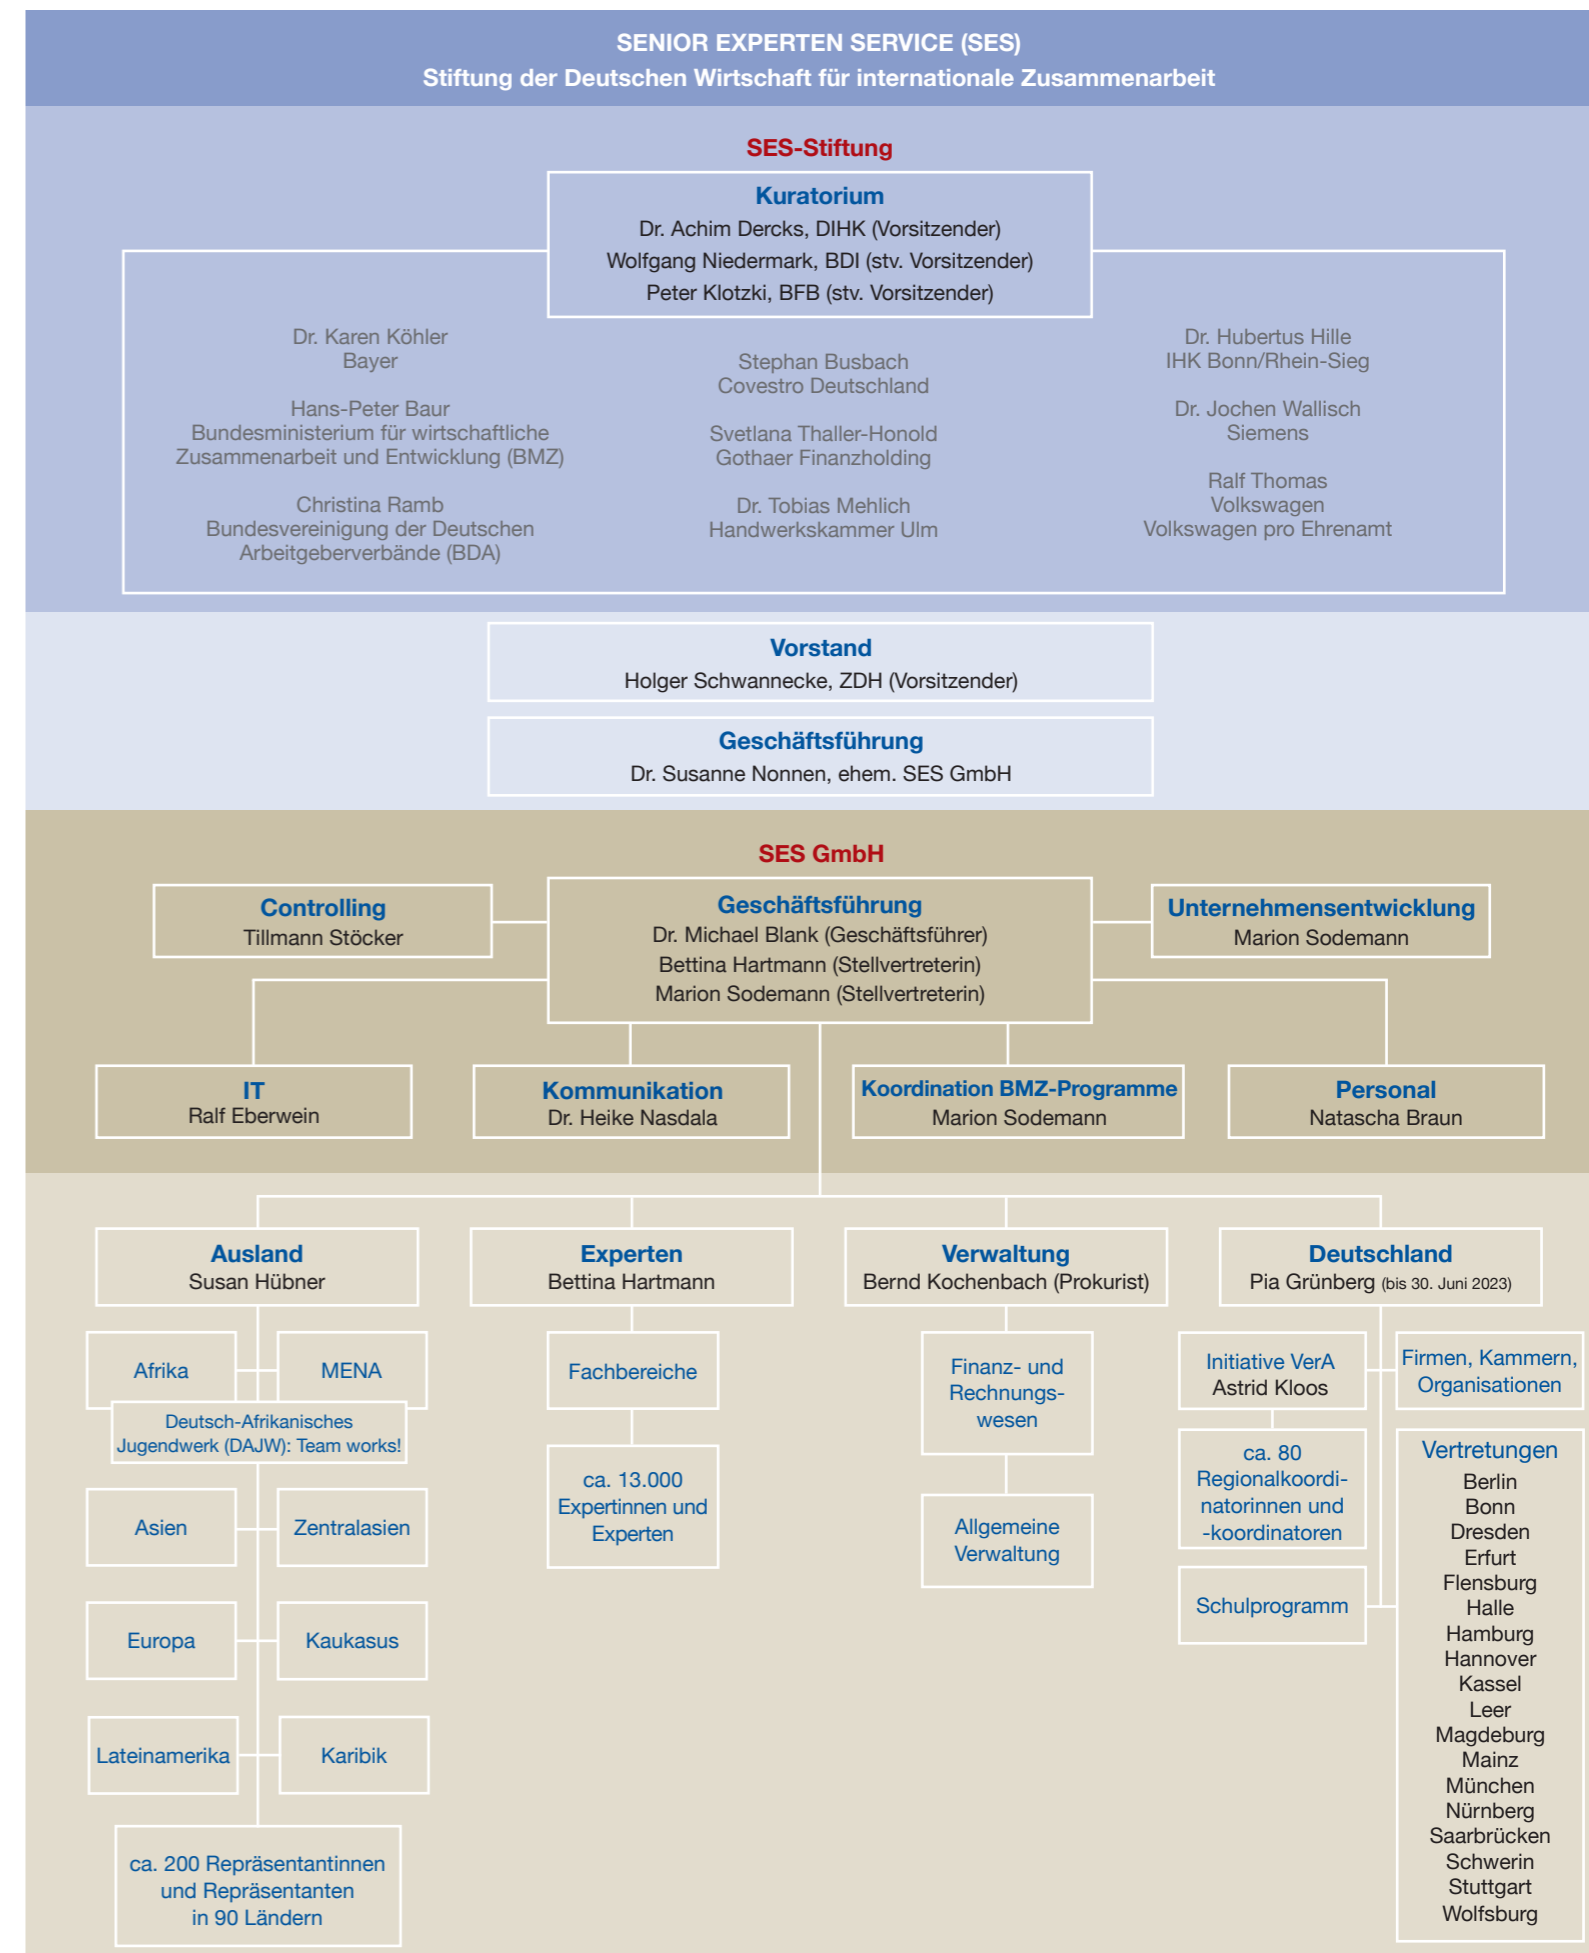 SENIOR EXPERTEN SERVICE (SES)
Stiftung der Deutschen Wirtschaft für internationale Zusammenarbeit
SES-Stiftung
Kuratorium
Dr. Achim Dercks, DIHK (Vorsitzender)
Wolfgang Niedermark, BDI (stv. Vorsitzender)
Peter Klotzki, BFB (stv. Vorsitzender)
Dr. Karen Köhler
Bayer
Hans-Peter Baur
Bundesministerium für wirtschaftliche
Zusammenarbeit und Entwicklung (BMZ)
Christina Ramb
Bundesvereinigung der Deutschen
Arbeitgeberverbände (BDA)
Stephan Busbach
Covestro Deutschland
Svetlana Thaller-Honold
Gothaer Finanzholding
Dr. Tobias Mehlich
Handwerkskammer Ulm
Dr. Hubertus Hille
IHK Bonn/Rhein-Sieg
Dr. Jochen Wallisch
Siemens
Ralf Thomas
Volkswagen
Volkswagen pro Ehrenamt
Vorstand
Holger Schwannecke, ZDH (Vorsitzender)
Geschäftsführung
Dr. Susanne Nonnen, ehem. SES GmbH
SES GmbH
Controlling
Tillmann Stöcker
Geschäftsführung
Dr. Michael Blank (Geschäftsführer)
Bettina Hartmann (Stellvertreterin)
Marion Sodemann (Stellvertreterin)
Unternehmensentwicklung
Marion Sodemann
IT
Ralf Eberwein
Kommunikation
Dr. Heike Nasdala
Koordination BMZ-Programme
Marion Sodemann
Personal
Natascha Braun
Ausland
Susan Hübner
Afrika
MENA
Deutsch-Afrikanisches
Jugendwerk (DAJW): Team works!
Asien
Zentralasien
Europa
Kaukasus
Lateinamerika
Karibik
ca. 200 Repräsentantinnen
und Repräsentanten
in 90 Ländern
Experten
Bettina Hartmann
Fachbereiche
ca. 13.000
Expertinnen und
Experten
Verwaltung
Bernd Kochenbach (Prokurist)
Finanz- und
Rechnungs-
wesen
Allgemeine
Verwaltung
Deutschland
Pia Grünberg (bis 30. Juni 2023)
Initiative VerA
Astrid Kloos
Firmen, Kammern,
Organisationen
ca. 80
Regionalkoordi-
natorinnen und
-koordinatoren
Schulprogramm
Vertretungen
Berlin
Bonn
Dresden
Erfurt
Flensburg
Halle
Hamburg
Hannover
Kassel
Leer
Magdeburg
Mainz
München
Nürnberg
Saarbrücken
Schwerin
Stuttgart
Wolfsburg